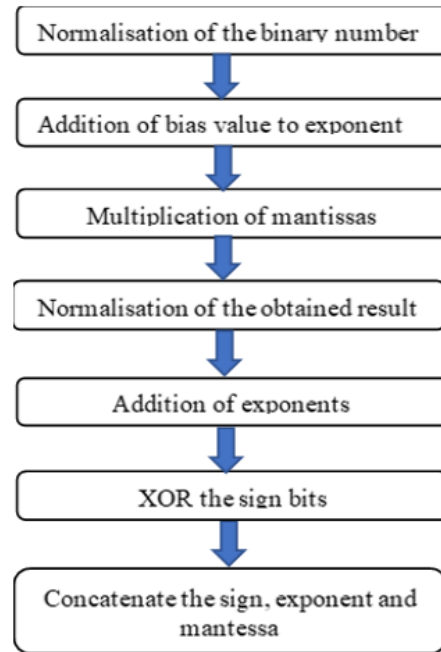 Normalisation of the binary number
Addition of bias value to exponent
Multiplication of mantissas
Normalisation of the obtained result
Addition of exponents
XOR the sign bits
Concatenate the sign, exponent and
mantessa